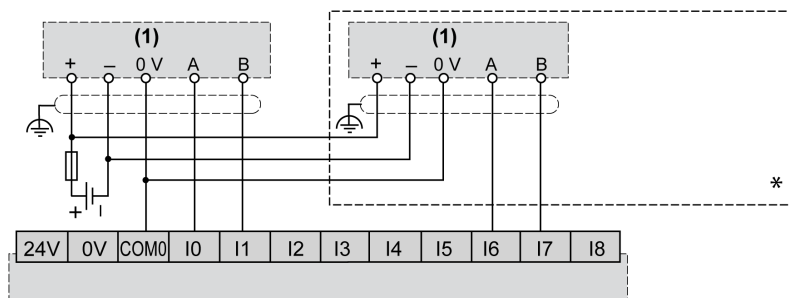 (1) (1)
+ – 0 V A B + – 0 V A B
+ –
*
24V 0V COM0 I0 I1 I2 I3 I4 I5 I6 I7 I8